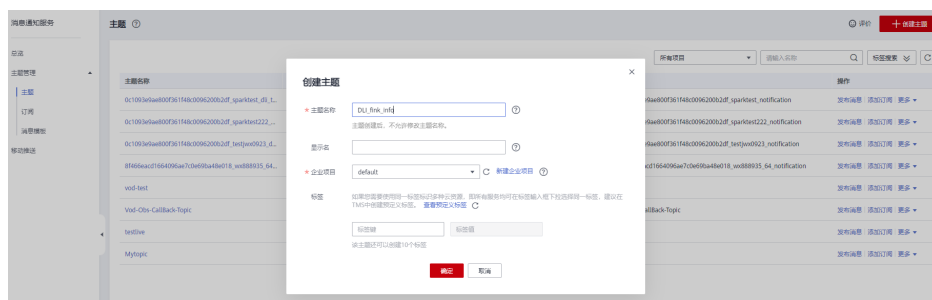 消息通知服务
主题
评价
十 创建主题
总览
主题管理
主题
订阅
消息模板
移动推送
所有项目
请输入名称
标签搜索
主题名称
操作
0c1093e9ae800f361f48c0096200b2df_sparktest_dli_t...
9ae800f361f48c0096200b2df_sparktest_notification
发布消息 添加订阅 更多
0c1093e9ae800f361f48c0096200b2df_sparktest222_...
9ae800f361f48c0096200b2df_sparktest222_notification
发布消息 添加订阅 更多
0c1093e9ae800f361f48c0096200b2df_testjwx0923_d...
9ae800f361f48c0096200b2df_testjwx0923_notification
发布消息 添加订阅 更多
8f466eacd1664096ae7c0e69ba48e018_wx888935_64...
cd1664096ae7c0e69ba48e018_wx888935_64_notification
发布消息 添加订阅 更多
vod-test
发布消息 添加订阅 更多
Vod-Obs-CallBack-Topic
allBack-Topic
发布消息 添加订阅 更多
testlive
发布消息 添加订阅 更多
Mytopic
发布消息 添加订阅 更多
创建主题
* 主题名称 DLI_flink_info
主题创建后，不允许修改主题名称。
显示名
* 企业项目 default 新建企业项目
标签 如果您需要使用同一标签标识多种云资源，即所有服务均可在标签输入框下拉选择同一标签，建议在
TMS中创建预定义标签。 查看预定义标签
标签键 标签值
该主题还可以创建10个标签
确定 取消